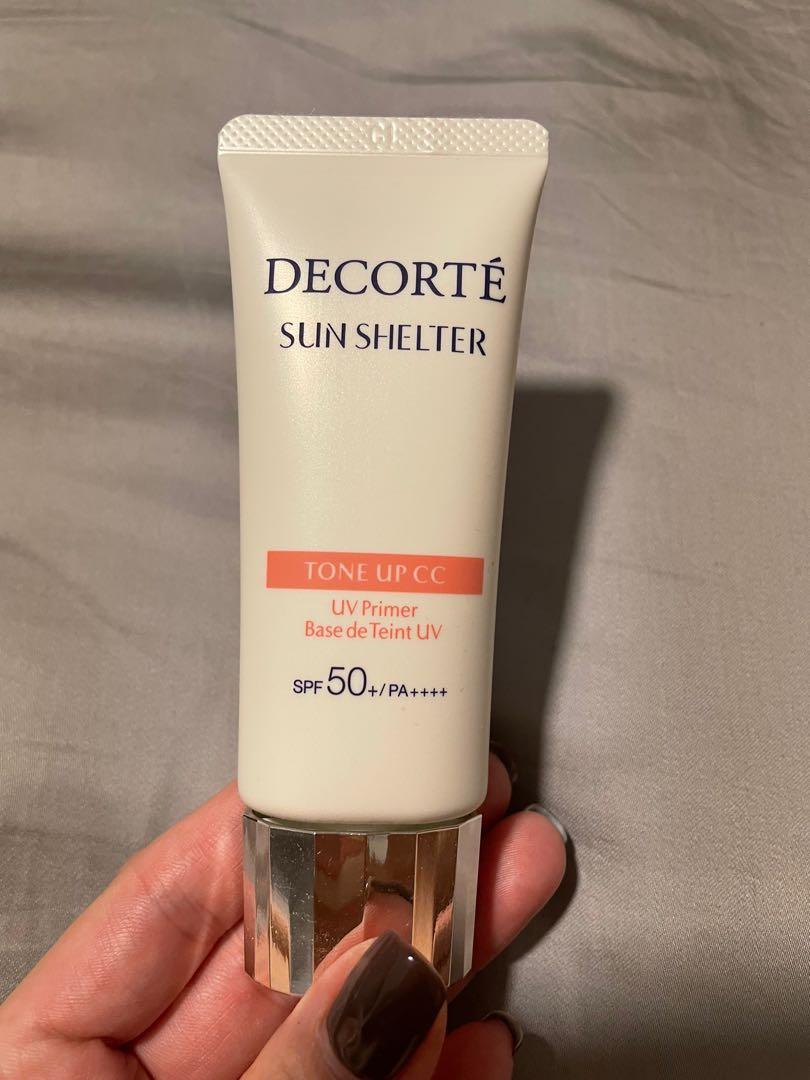 DECORTÉ
SUN SHELTER
TONE UP CC
UV Primer
Base de Teint UV
SPF 50+/PA++++